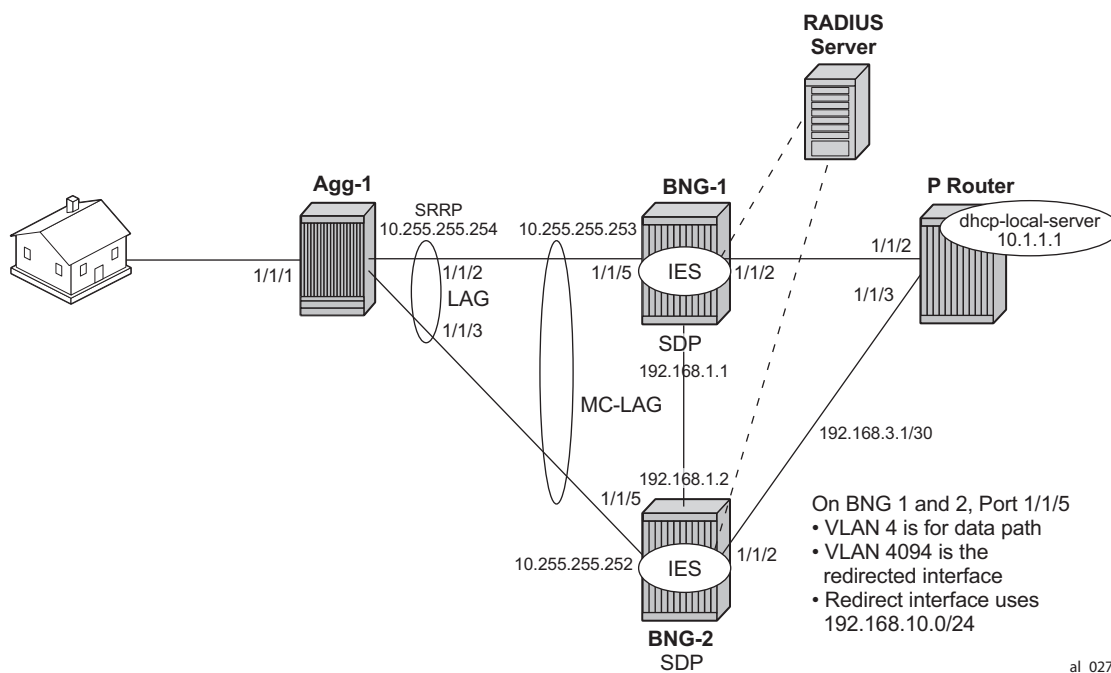 RADIUS
Server
Agg-1
BNG-1
P Router
SRRP
10.255.255.254
10.255.255.253
dhcp-local-server
10.1.1.1
1/1/1
1/1/2
LAG
1/1/3
1/1/5
IES
1/1/2
1/1/2
1/1/3
SDP
192.168.1.1
MC-LAG
192.168.3.1/30
192.168.1.2
1/1/5
10.255.255.252
IES
1/1/2
BNG-2
SDP
On BNG 1 and 2, Port 1/1/5
• VLAN 4 is for data path
• VLAN 4094 is the
redirected interface
• Redirect interface uses
192.168.10.0/24
al_027